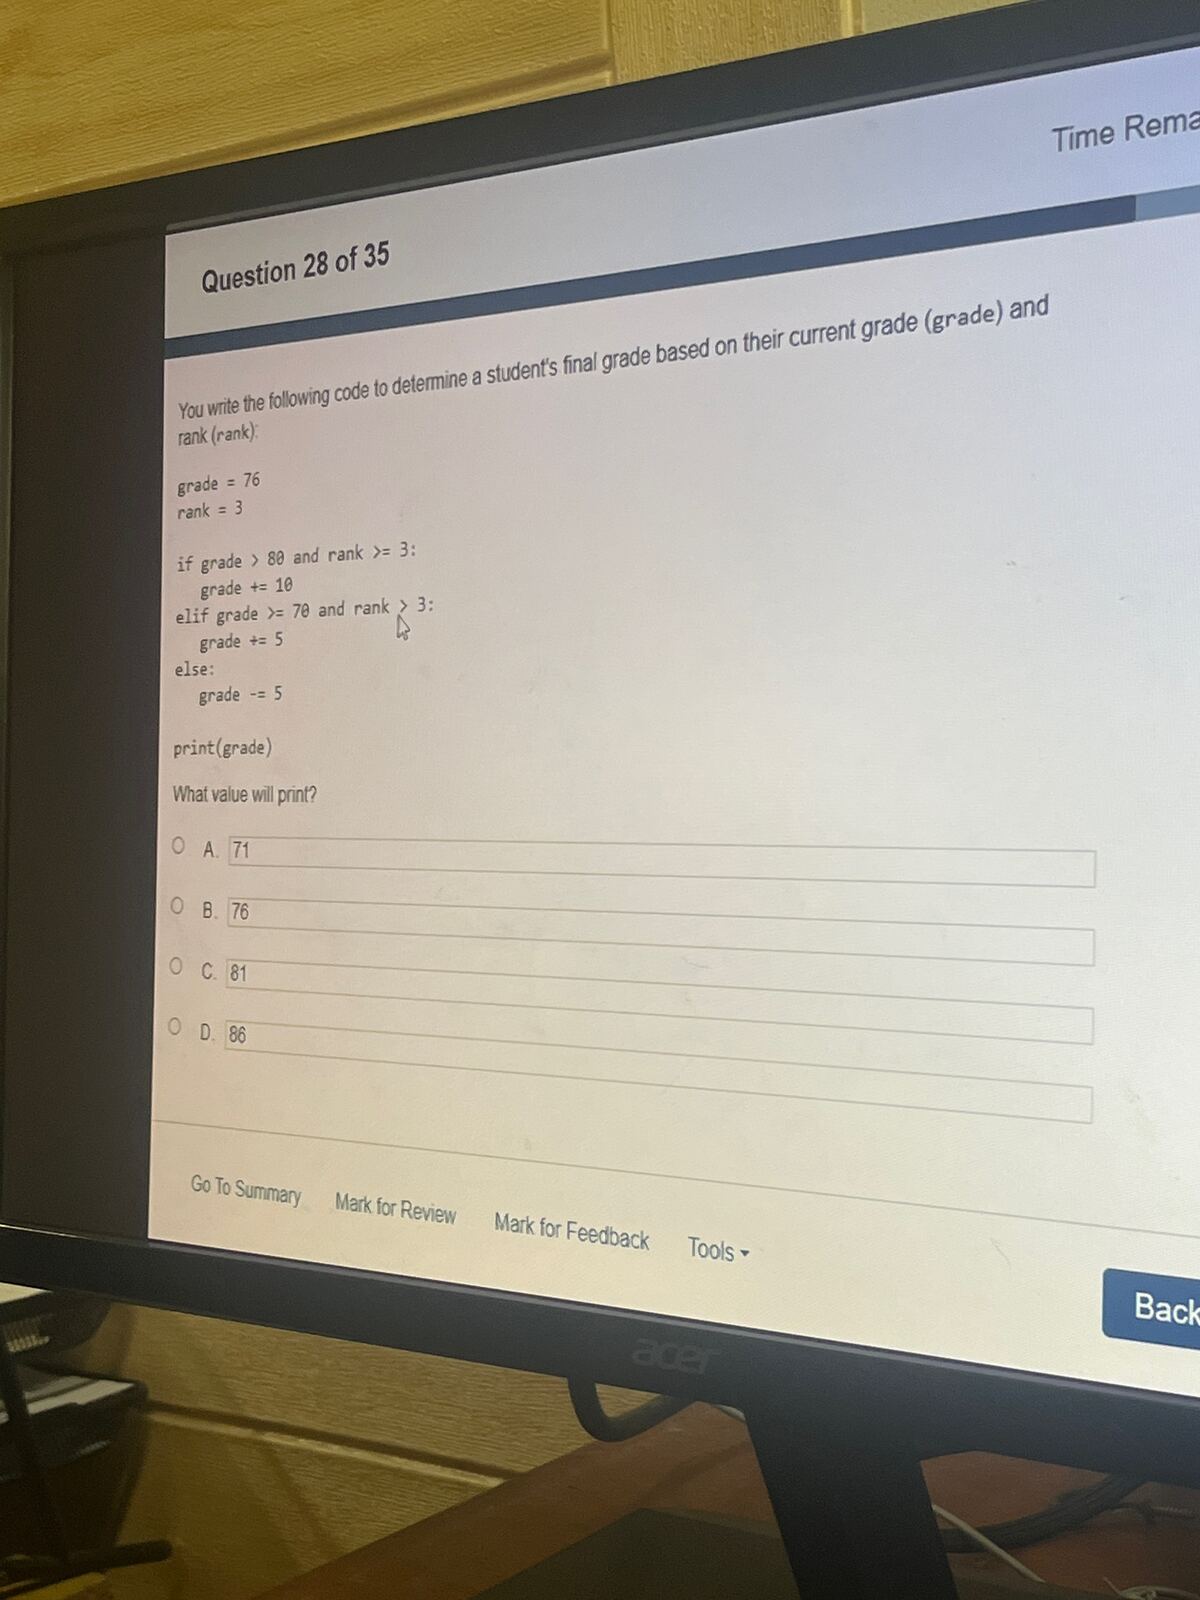 Time Rema
Question 28 of 35
You write the following code to determine a student's final grade based on their current grade (grade) and
rank (rank):
grade = 76
rank = 3
if grade > 80 and rank >= 3:
grade += 10
elif grade >= 70 and rank > 3:
grade += 5
else:
grade -= 5
print(grade)
What value will print?
A. 71
B. 76
C. 81
D. 86
Go To Summary Mark for Review Mark for Feedback Tools
Back
acer